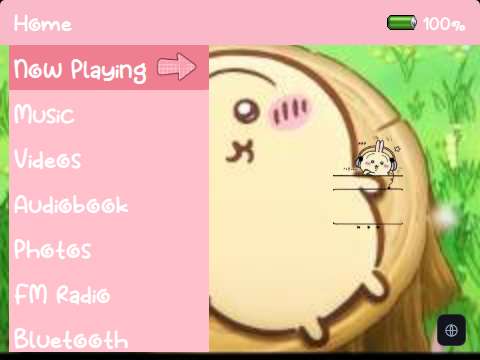 Home
100%
Now Playing
Music
Videos
Audiobook
Photos
FM Radio
Bluetooth